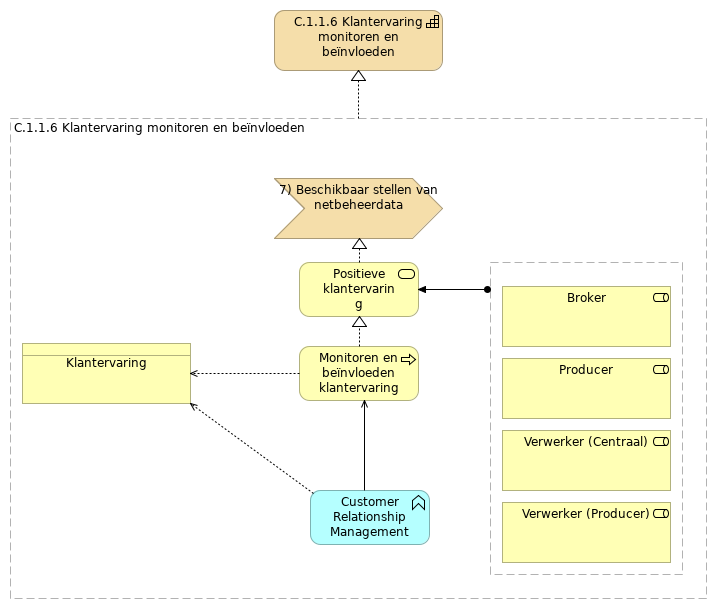 C.1.1.6 Klantervaring
monitoren en
beïnvloeden
C.1.1.6 Klantervaring monitoren en beïnvloeden
7) Beschikbaar stellen van
netbeheerdata
Positieve
klantervarin
g
Broker
Producer
Verwerker (Centraal)
Verwerker (Producer)
Klantervaring
Monitoren en
beïnvloeden
klantervaring
Customer
Relationship
Management